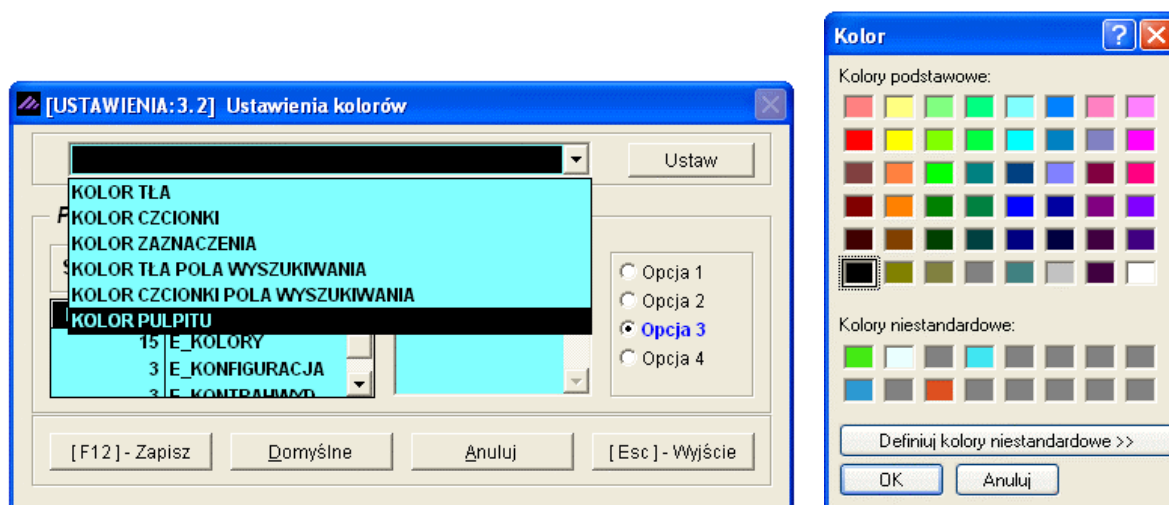 [USTAWIENIA:3.2] Ustawienia kolorów
Ustaw
KOLOR TŁA
KOLOR CZCIONKI
KOLOR ZAZNACZENIA
KOLOR TŁA POLA WYSZUKIWANIA
KOLOR CZCIONKI POLA WYSZUKIWANIA
KOLOR PULPITU
15 E_KOLORY
3 E_KONFIGURACJA
3 E_KONTRAHWYD
Opcja 1
Opcja 2
Opcja 3
Opcja 4
[F12] - Zapisz
Domyślne
Anuluj
[Esc] - Wyjście
Kolor
Kolory podstawowe:
Kolory niestandardowe:
Definiuj kolory niestandardowe >>
OK
Anuluj